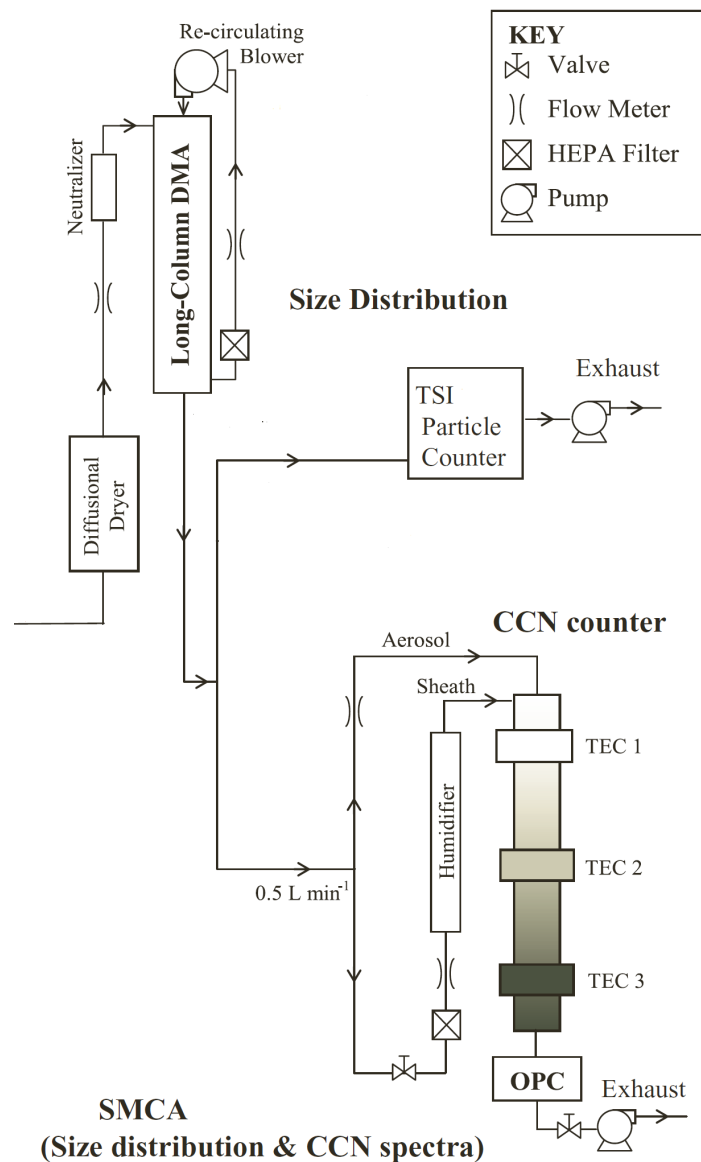 Re-circulating
Blower
KEY
Valve
Flow Meter
HEPA Filter
Pump
Neutralizer
Long-Column DMA
Size Distribution
Exhaust
TSI
Particle
Counter
Diffusional
Dryer
CCN counter
Aerosol
Sheath
TEC 1
Humidifier
TEC 2
0.5 L min⁻¹
TEC 3
OPC
Exhaust
SMCA
(Size distribution & CCN spectra)